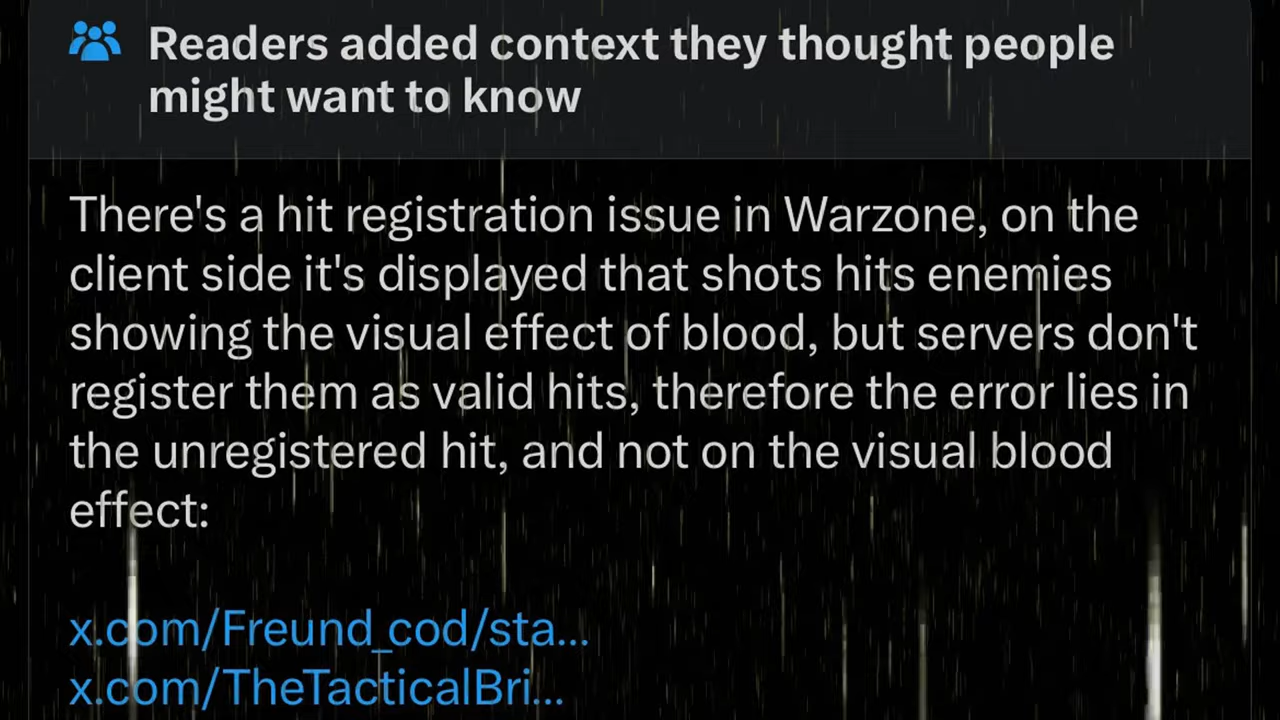 Readers added context they thought people
might want to know
There's a hit registration issue in Warzone, on the
client side it's displayed that shots hits enemies
showing the visual effect of blood, but servers don't
register them as valid hits, therefore the error lies in
the unregistered hit, and not on the visual blood
effect:
x.com/Freund_cod/sta...
x.com/TheTacticalBri...